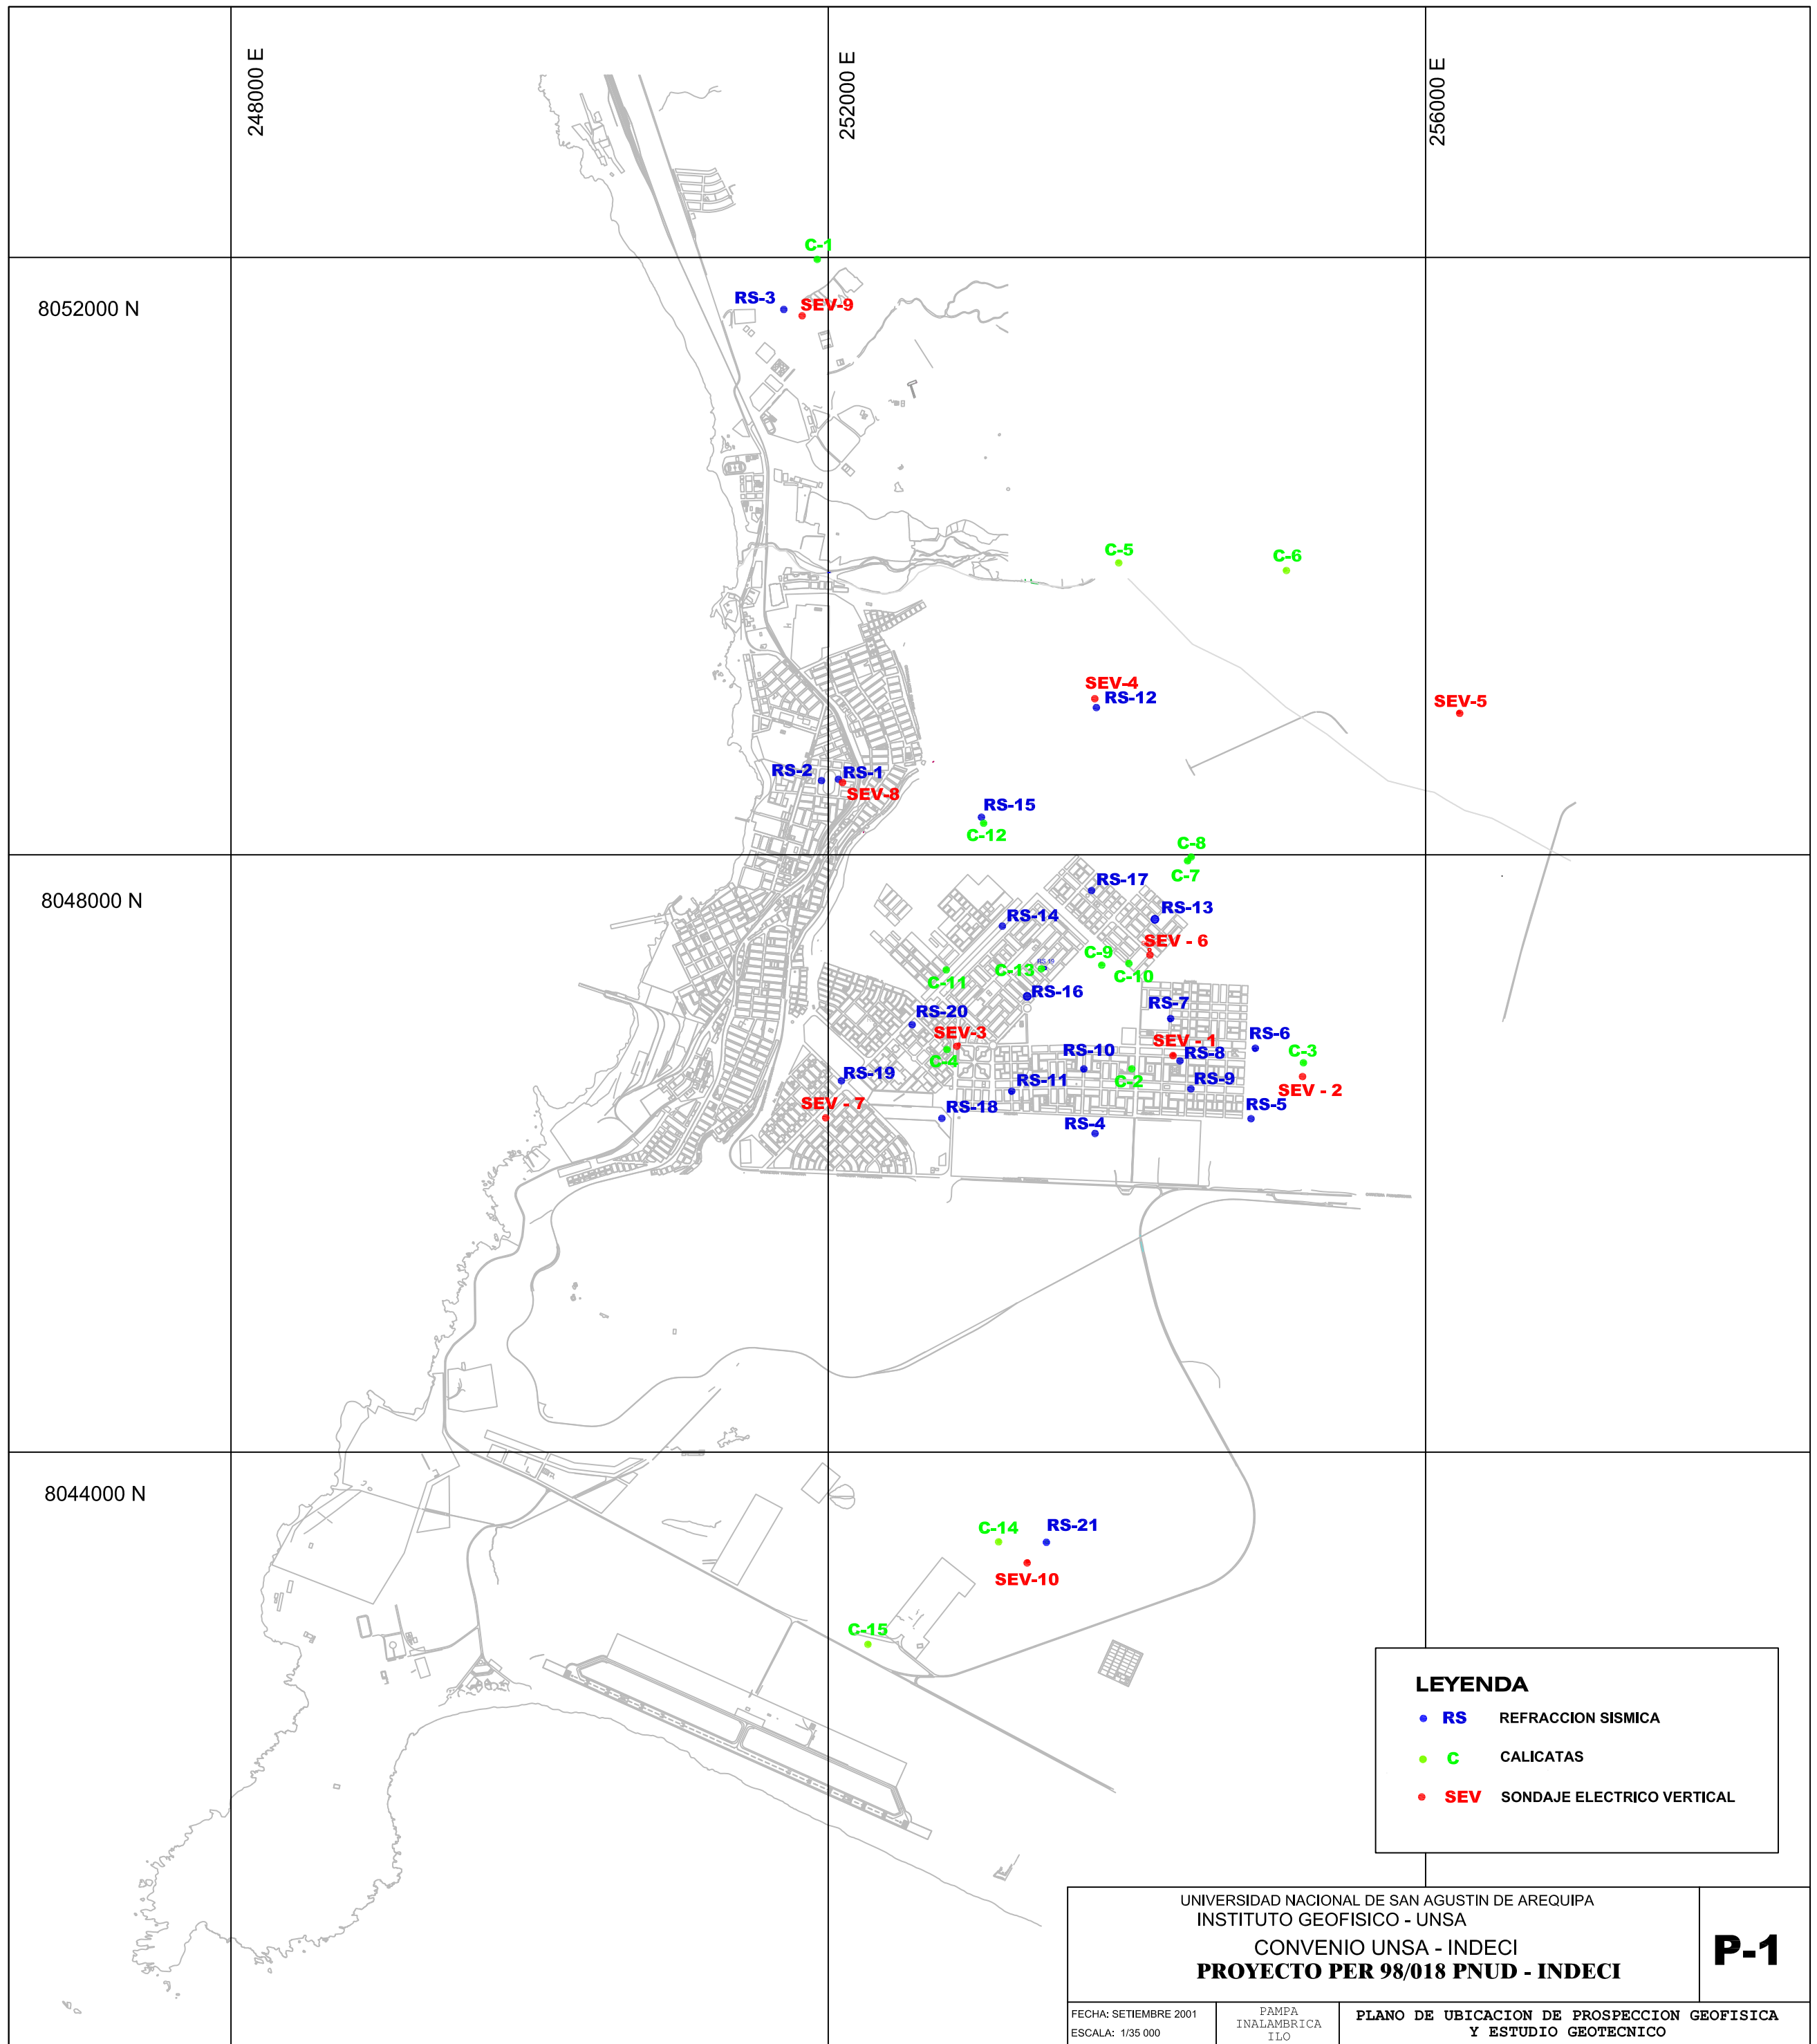 248000 E
252000 E
256000 E
C-1
8052000 N
RS-3
SEV-9
C-5
C-6
SEV-4
RS-12
SEV-5
RS-2
RS-1
SEV-8
RS-15
C-12
C-8
C-7
8048000 N
RS-17
RS-13
RS-14
SEV - 6
C-9
C-13
C-10
C-11
RS-16
RS-7
RS-20
SEV-3
C-4
RS-10
SEV - 1
RS-8
RS-6
C-3
RS-19
RS-11
C-2
RS-9
SEV - 2
SEV - 7
RS-18
RS-4
RS-5
8044000 N
C-14
RS-21
SEV-10
C-15
LEYENDA
RS REFRACCION SISMICA
C CALICATAS
SEV SONDAJE ELECTRICO VERTICAL
UNIVERSIDAD NACIONAL DE SAN AGUSTIN DE AREQUIPA
INSTITUTO GEOFISICO - UNSA
CONVENIO UNSA - INDECI
PROYECTO PER 98/018 PNUD - INDECI
P-1
FECHA: SETIEMBRE 2001
ESCALA: 1/35 000
PAMPA
INALAMBRICA
ILO
PLANO DE UBICACION DE PROSPECCION GEOFISICA
Y ESTUDIO GEOTECNICO